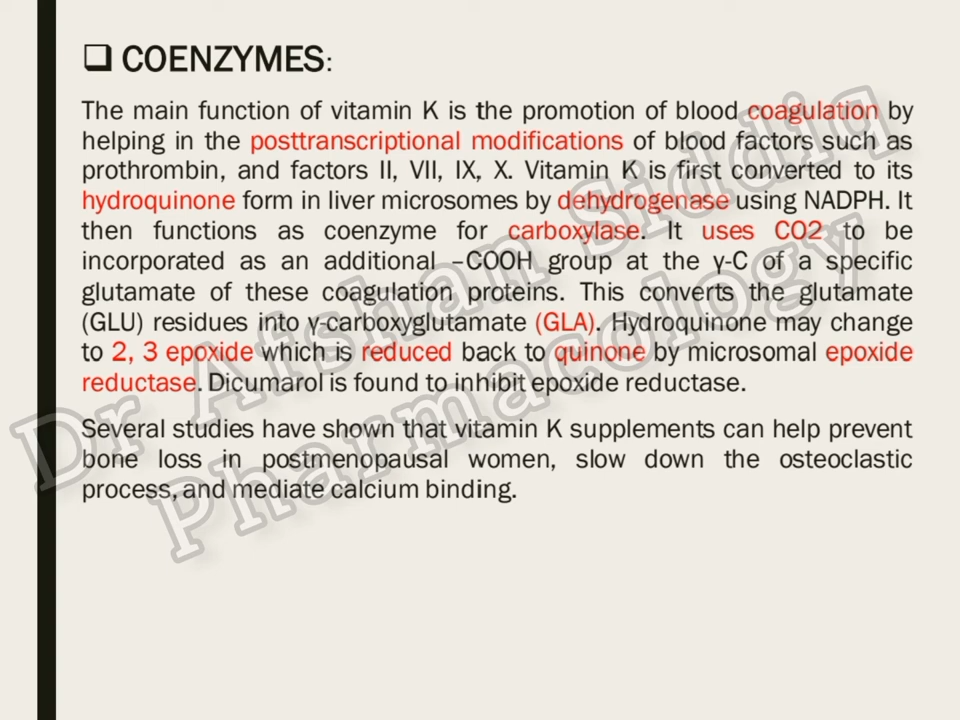 COENZYMES:
The main function of vitamin K is the promotion of blood coagulation by
helping in the posttranscriptional modifications of blood factors such as
prothrombin, and factors II, VII, IX, X. Vitamin K is first converted to its
hydroquinone form in liver microsomes by dehydrogenase using NADPH. It
then functions as coenzyme for carboxylase. It uses CO2 to be
incorporated as an additional –COOH group at the γ-C of a specific
glutamate of these coagulation proteins. This converts the glutamate
(GLU) residues into γ-carboxyglutamate (GLA). Hydroquinone may change
to 2, 3 epoxide which is reduced back to quinone by microsomal epoxide
reductase. Dicumarol is found to inhibit epoxide reductase.
Several studies have shown that vitamin K supplements can help prevent
bone loss in postmenopausal women, slow down the osteoclastic
process, and mediate calcium binding.
Dr Afshan Siddiq
Pharmacology